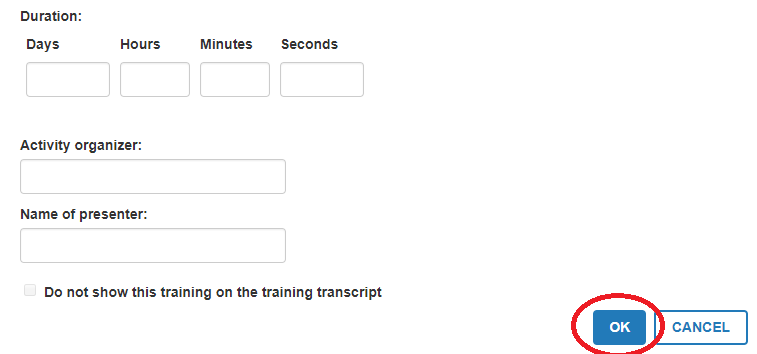 Duration:
Days Hours Minutes Seconds
Activity organizer:
Name of presenter:
Do not show this training on the training transcript
OK CANCEL